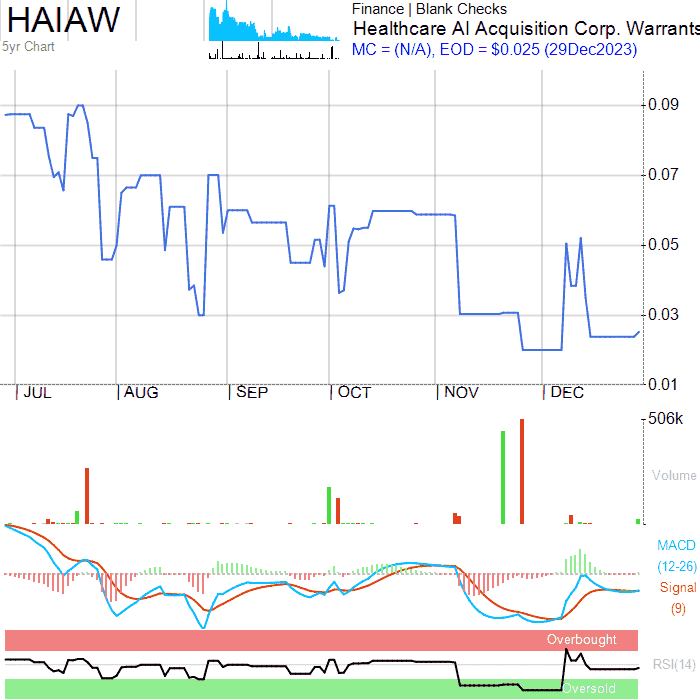 HAIAW
5yr Chart
Finance | Blank Checks
Healthcare AI Acquisition Corp. Warrants
MC = (N/A), EOD = $0.025 (29Dec2023)
0.09
0.07
0.05
0.03
0.01
JUL AUG SEP OCT NOV DEC
506k
Volume
MACD
(12-26)
Signal
(9)
Overbought
RSI(14)
Oversold